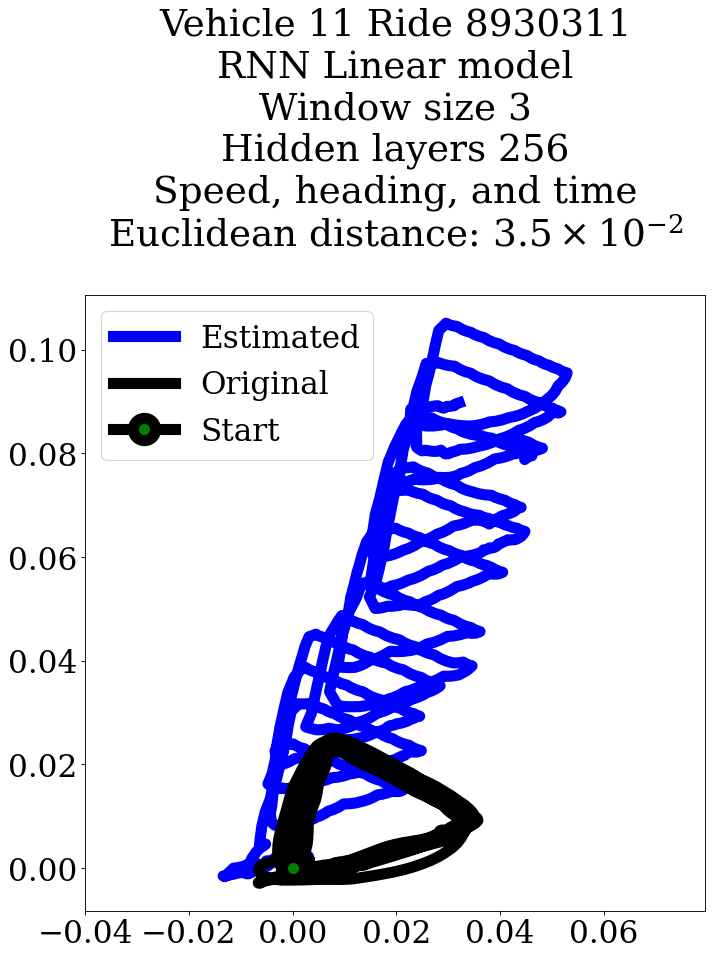 Vehicle 11 Ride 8930311
RNN Linear model
Window size 3
Hidden layers 256
Speed, heading, and time
Euclidean distance: 3.5 × 10⁻²
Estimated
Original
Start
0.10
0.08
0.06
0.04
0.02
0.00
−0.04 −0.02 0.00 0.02 0.04 0.06